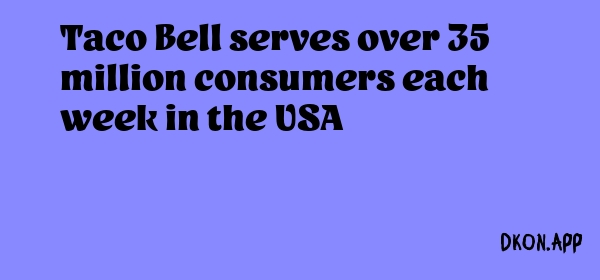 Taco Bell serves over 35
million consumers each
week in the USA
DKON.APP